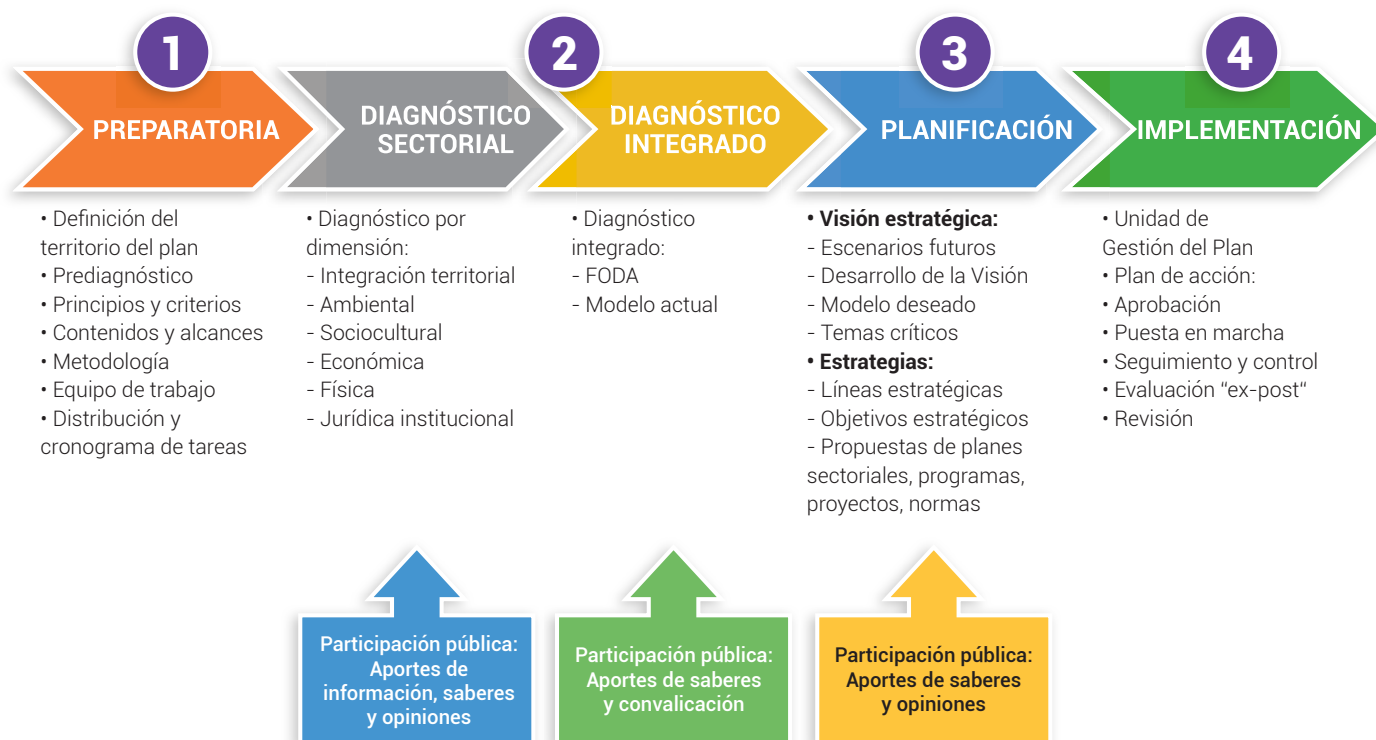 1
PREPARATORIA
• Definición del
territorio del plan
• Prediagnóstico
• Principios y criterios
• Contenidos y alcances
• Metodología
• Equipo de trabajo
• Distribución y
cronograma de tareas
2
DIAGNÓSTICO
SECTORIAL
• Diagnóstico por
dimensión:
- Integración territorial
- Ambiental
- Sociocultural
- Económica
- Física
- Jurídica institucional
DIAGNÓSTICO
INTEGRADO
• Diagnóstico
integrado:
- FODA
- Modelo actual
3
PLANIFICACIÓN
• Visión estratégica:
- Escenarios futuros
- Desarrollo de la Visión
- Modelo deseado
- Temas críticos
• Estrategias:
- Líneas estratégicas
- Objetivos estratégicos
- Propuestas de planes
sectoriales, programas,
proyectos, normas
4
IMPLEMENTACIÓN
• Unidad de
Gestión del Plan
• Plan de acción:
• Aprobación
• Puesta en marcha
• Seguimiento y control
• Evaluación “ex-post“
• Revisión
Participación pública:
Aportes de
información, saberes
y opiniones
Participación pública:
Aportes de saberes
y convalicación
Participación pública:
Aportes de saberes
y opiniones